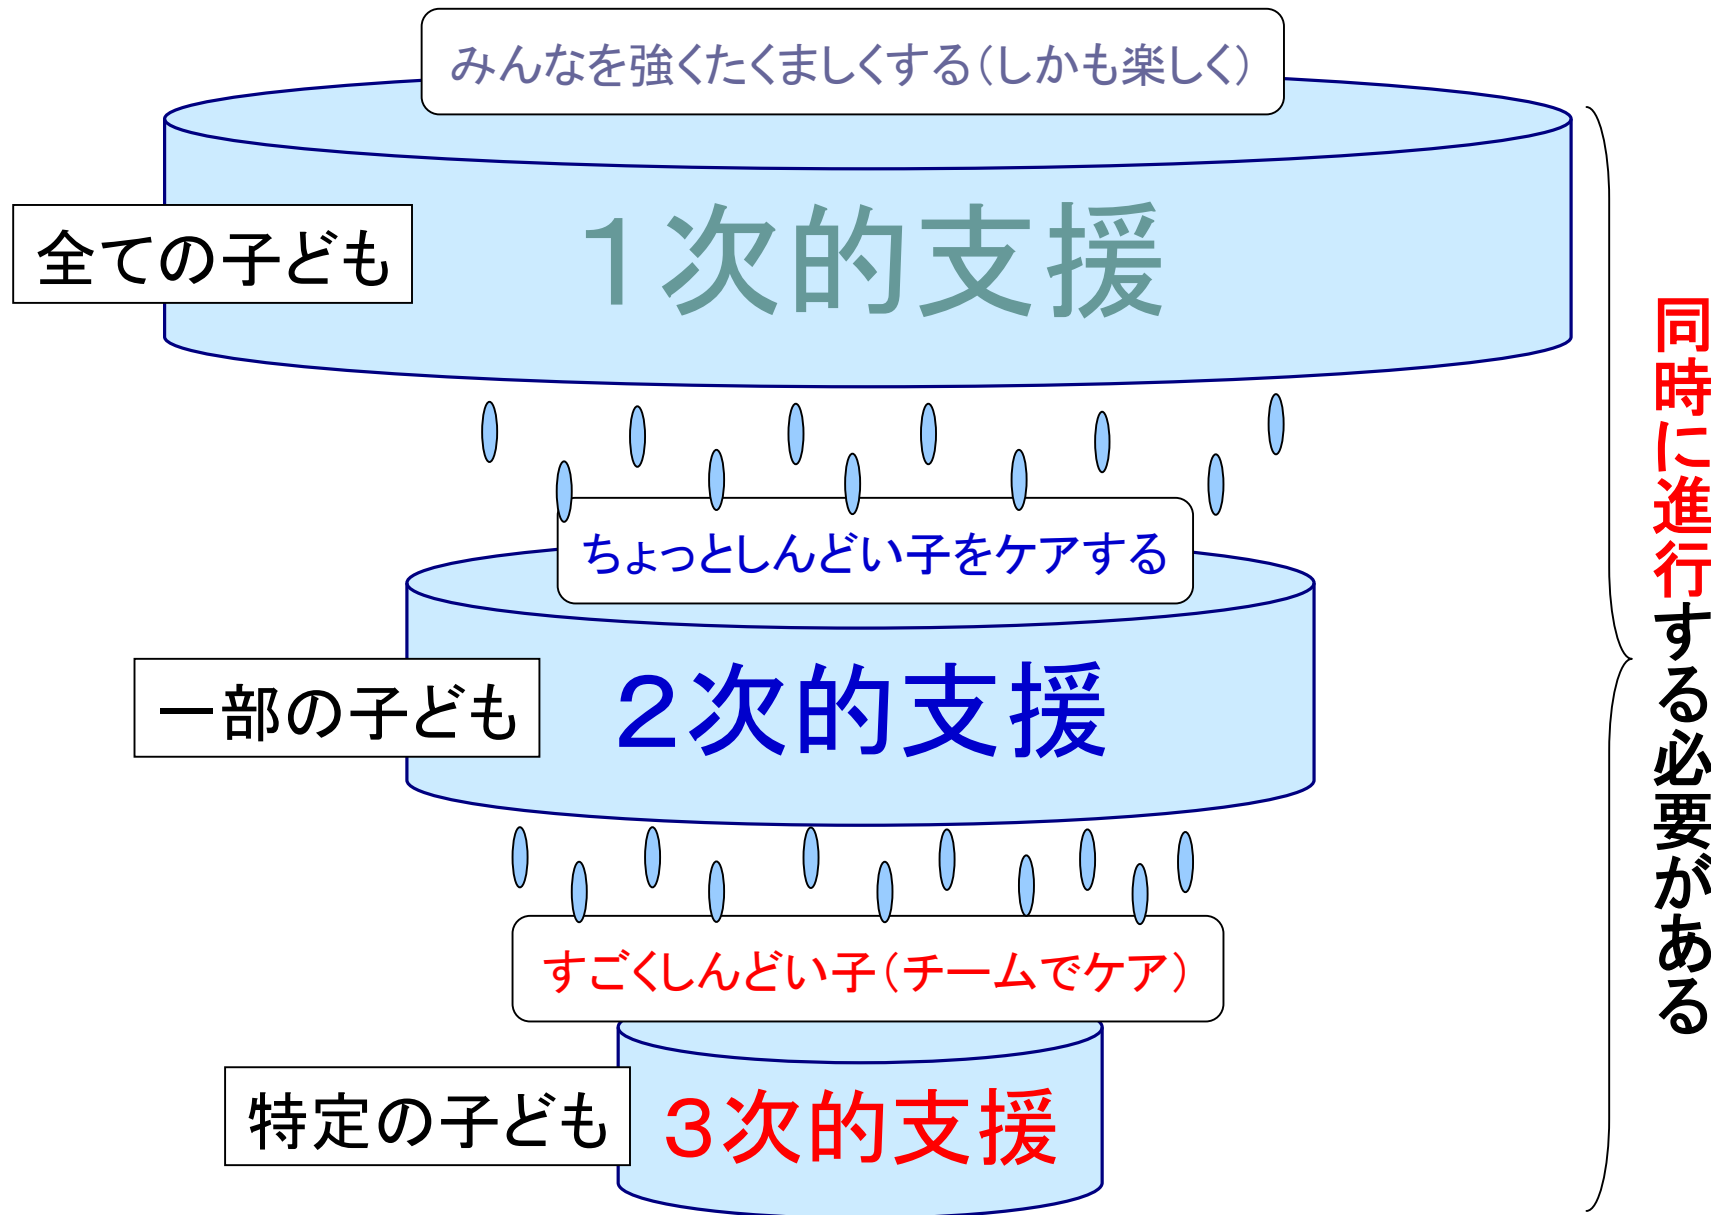 みんなを強くたくましくする（しかも楽しく）
全ての子ども
１次的支援
ちょっとしんどい子をケアする
一部の子ども
２次的支援
すごくしんどい子（チームでケア）
特定の子ども
３次的支援
同時に進行する必要がある